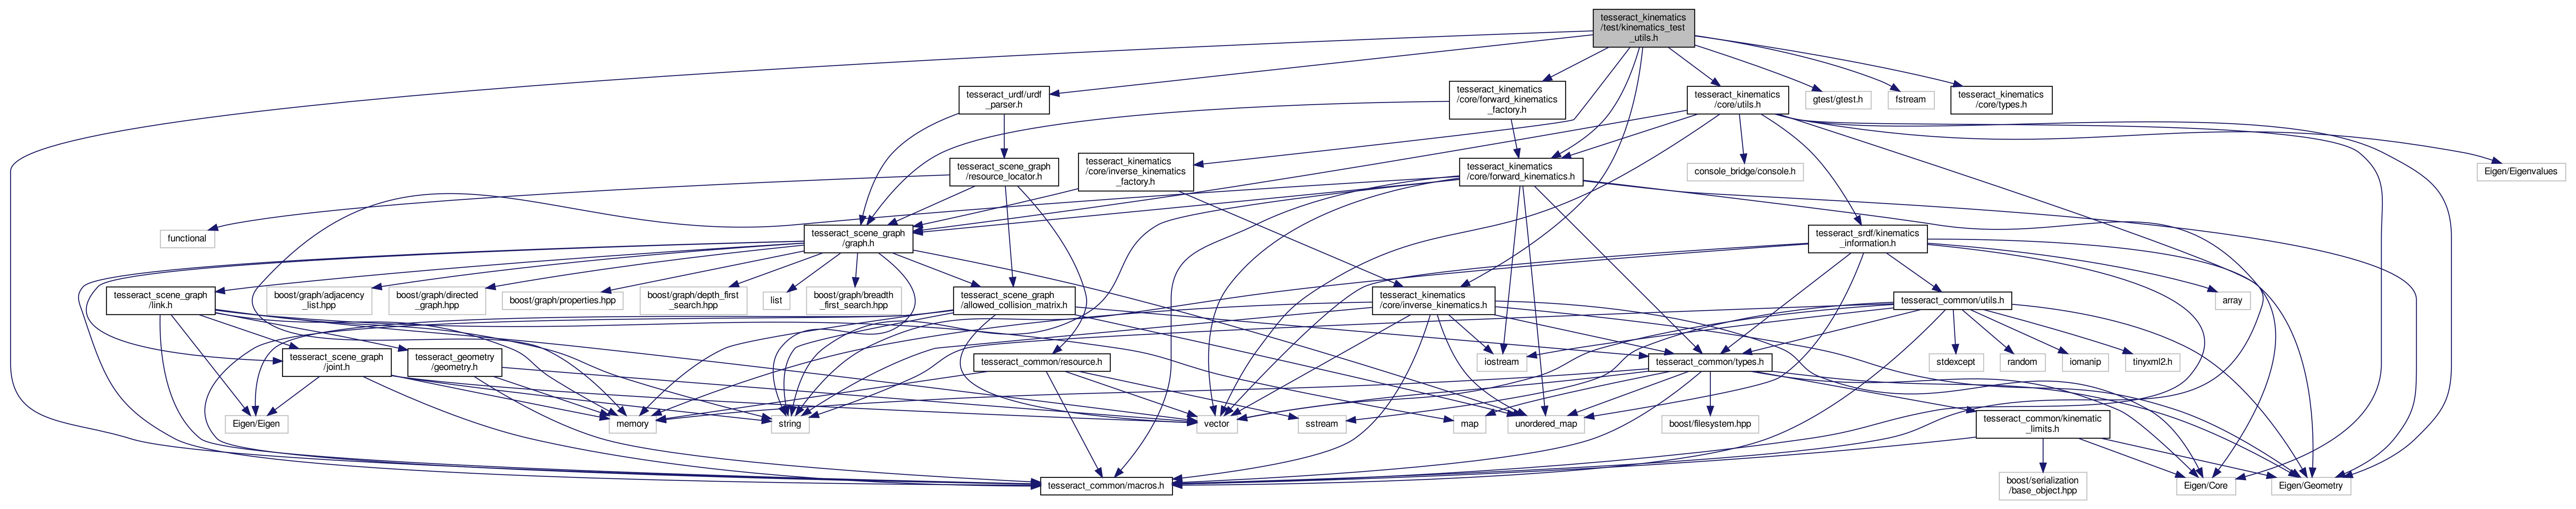 tesseract_kinematics
/test/kinematics_test
_utils.h
tesseract_urdf/urdf
_parser.h
tesseract_kinematics
/core/forward_kinematics
_factory.h
tesseract_kinematics
/core/utils.h
gtest/gtest.h
fstream
tesseract_kinematics
/core/types.h
tesseract_scene_graph
/resource_locator.h
tesseract_kinematics
/core/inverse_kinematics
_factory.h
tesseract_kinematics
/core/forward_kinematics.h
console_bridge/console.h
Eigen/Eigenvalues
functional
tesseract_scene_graph
/graph.h
tesseract_srdf/kinematics
_information.h
tesseract_scene_graph
/link.h
boost/graph/adjacency
_list.hpp
boost/graph/directed
_graph.hpp
boost/graph/properties.hpp
boost/graph/depth_first
_search.hpp
list
boost/graph/breadth
_first_search.hpp
tesseract_scene_graph
/allowed_collision_matrix.h
tesseract_kinematics
/core/inverse_kinematics.h
tesseract_common/utils.h
array
tesseract_scene_graph
/joint.h
tesseract_geometry
/geometry.h
tesseract_common/resource.h
iostream
tesseract_common/types.h
stdexcept
random
iomanip
tinyxml2.h
Eigen/Eigen
memory
string
vector
sstream
map
unordered_map
boost/filesystem.hpp
tesseract_common/kinematic
_limits.h
tesseract_common/macros.h
boost/serialization
/base_object.hpp
Eigen/Core
Eigen/Geometry